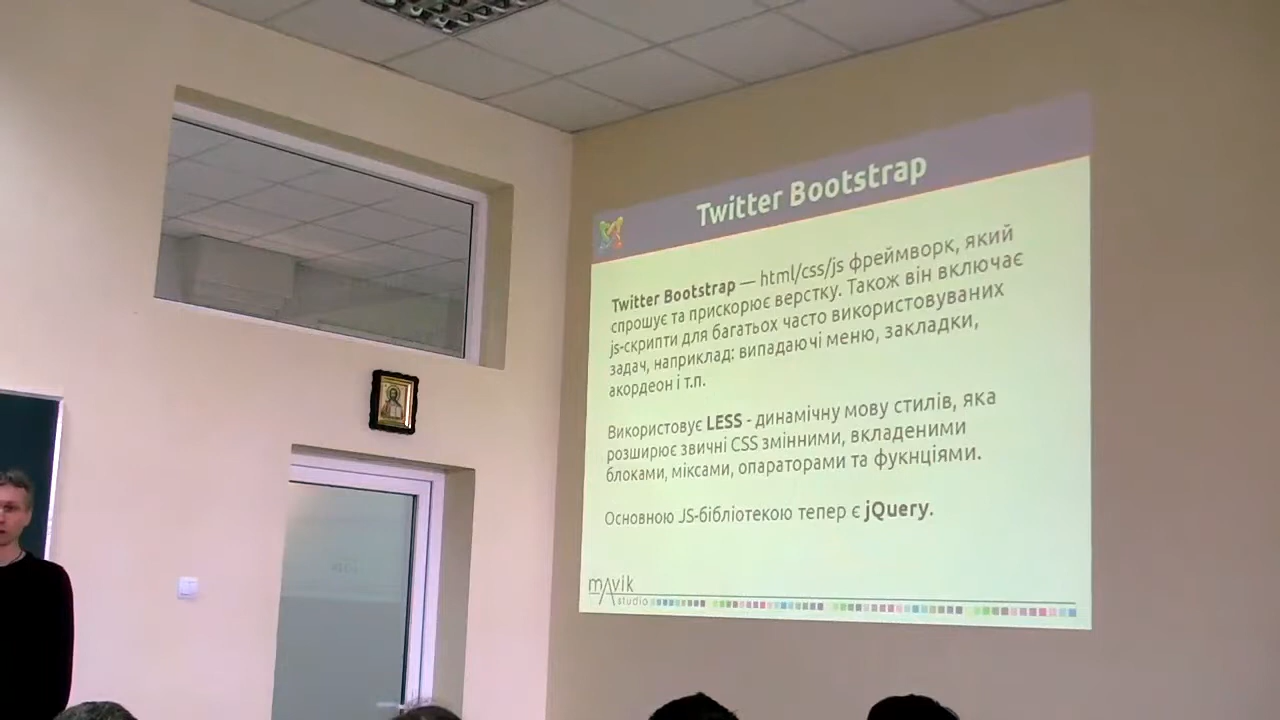 Twitter Bootstrap
Twitter Bootstrap — html/css/js фреймворк, який
спрощує та прискорює верстку. Також він включає
js-скрипти для багатьох часто використовуваних
задач, наприклад: випадаючі меню, закладки,
акордеон і т.п.
Використовує LESS - динамічну мову стилів, яка
розширює звичні CSS змінними, вкладеними
блоками, міксами, опараторами та фукнціями.
Основною JS-бібліотекою тепер є jQuery.
mavik
studio